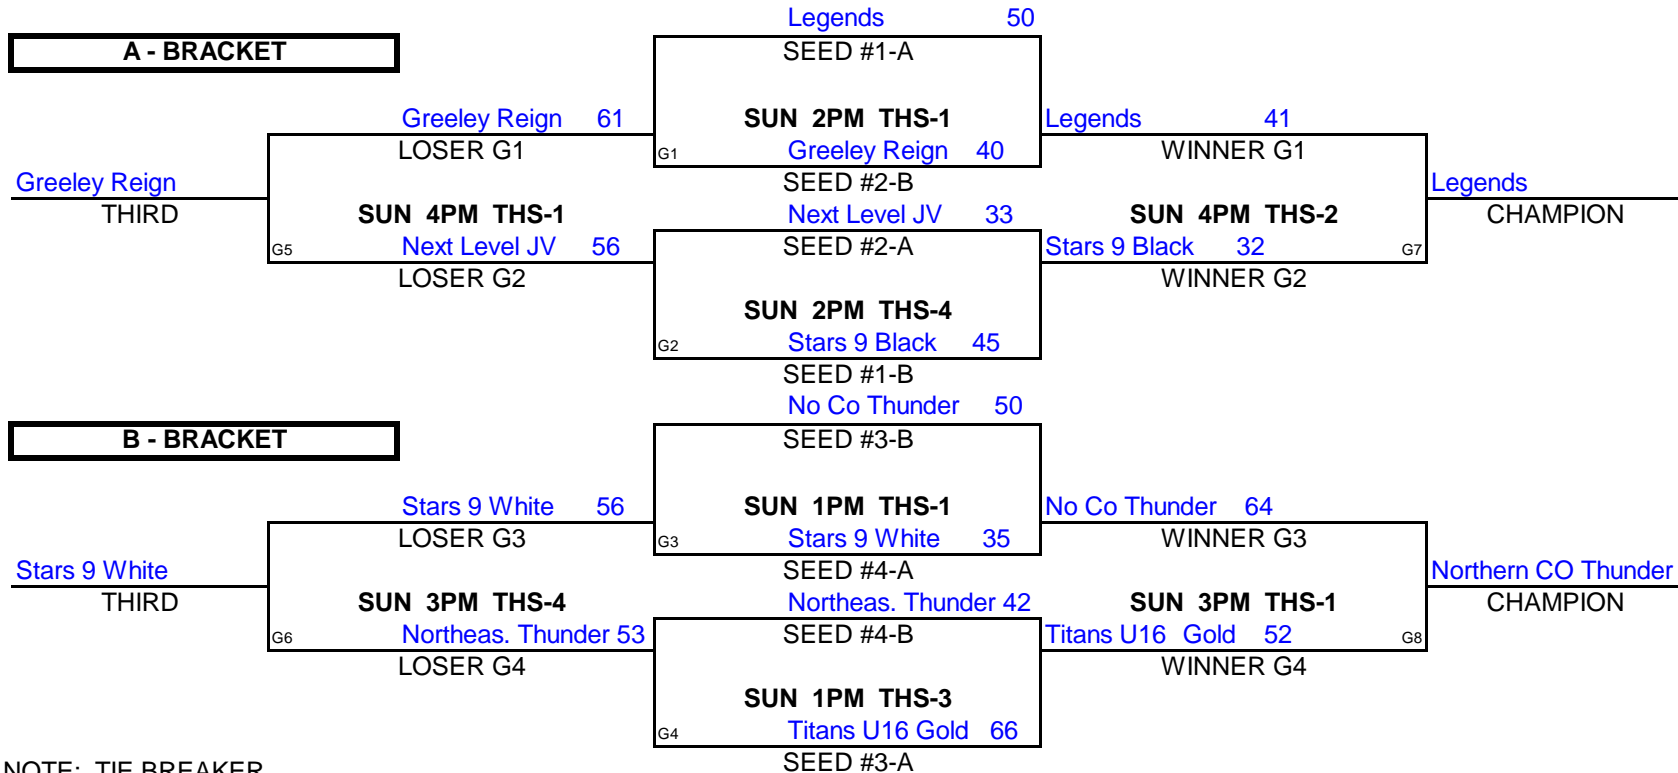 Legends 50
A - BRACKET SEED #1-A
Greeley Reign 61 SUN 2PM THS-1 Legends 41
LOSER G1 G1 Greeley Reign 40 WINNER G1
Greeley Reign SEED #2-B Legends
THIRD SUN 4PM THS-1 Next Level JV 33 SUN 4PM THS-2 CHAMPION
G5 Next Level JV 56 SEED #2-A Stars 9 Black 32 G7
LOSER G2 WINNER G2
SUN 2PM THS-4
G2 Stars 9 Black 45
SEED #1-B
No Co Thunder 50
B - BRACKET SEED #3-B
Stars 9 White 56 SUN 1PM THS-1 No Co Thunder 64
LOSER G3 G3 Stars 9 White 35 WINNER G3
Stars 9 White SEED #4-A Northern CO Thunder
THIRD SUN 3PM THS-4 Northeas. Thunder 42 SUN 3PM THS-1 CHAMPION
G6 Northeas. Thunder 53 SEED #4-B Titans U16 Gold 52 G8
LOSER G4 WINNER G4
SUN 1PM THS-3
G4 Titans U16 Gold 66
SEED #3-A
NOTE: TIE BREAKER